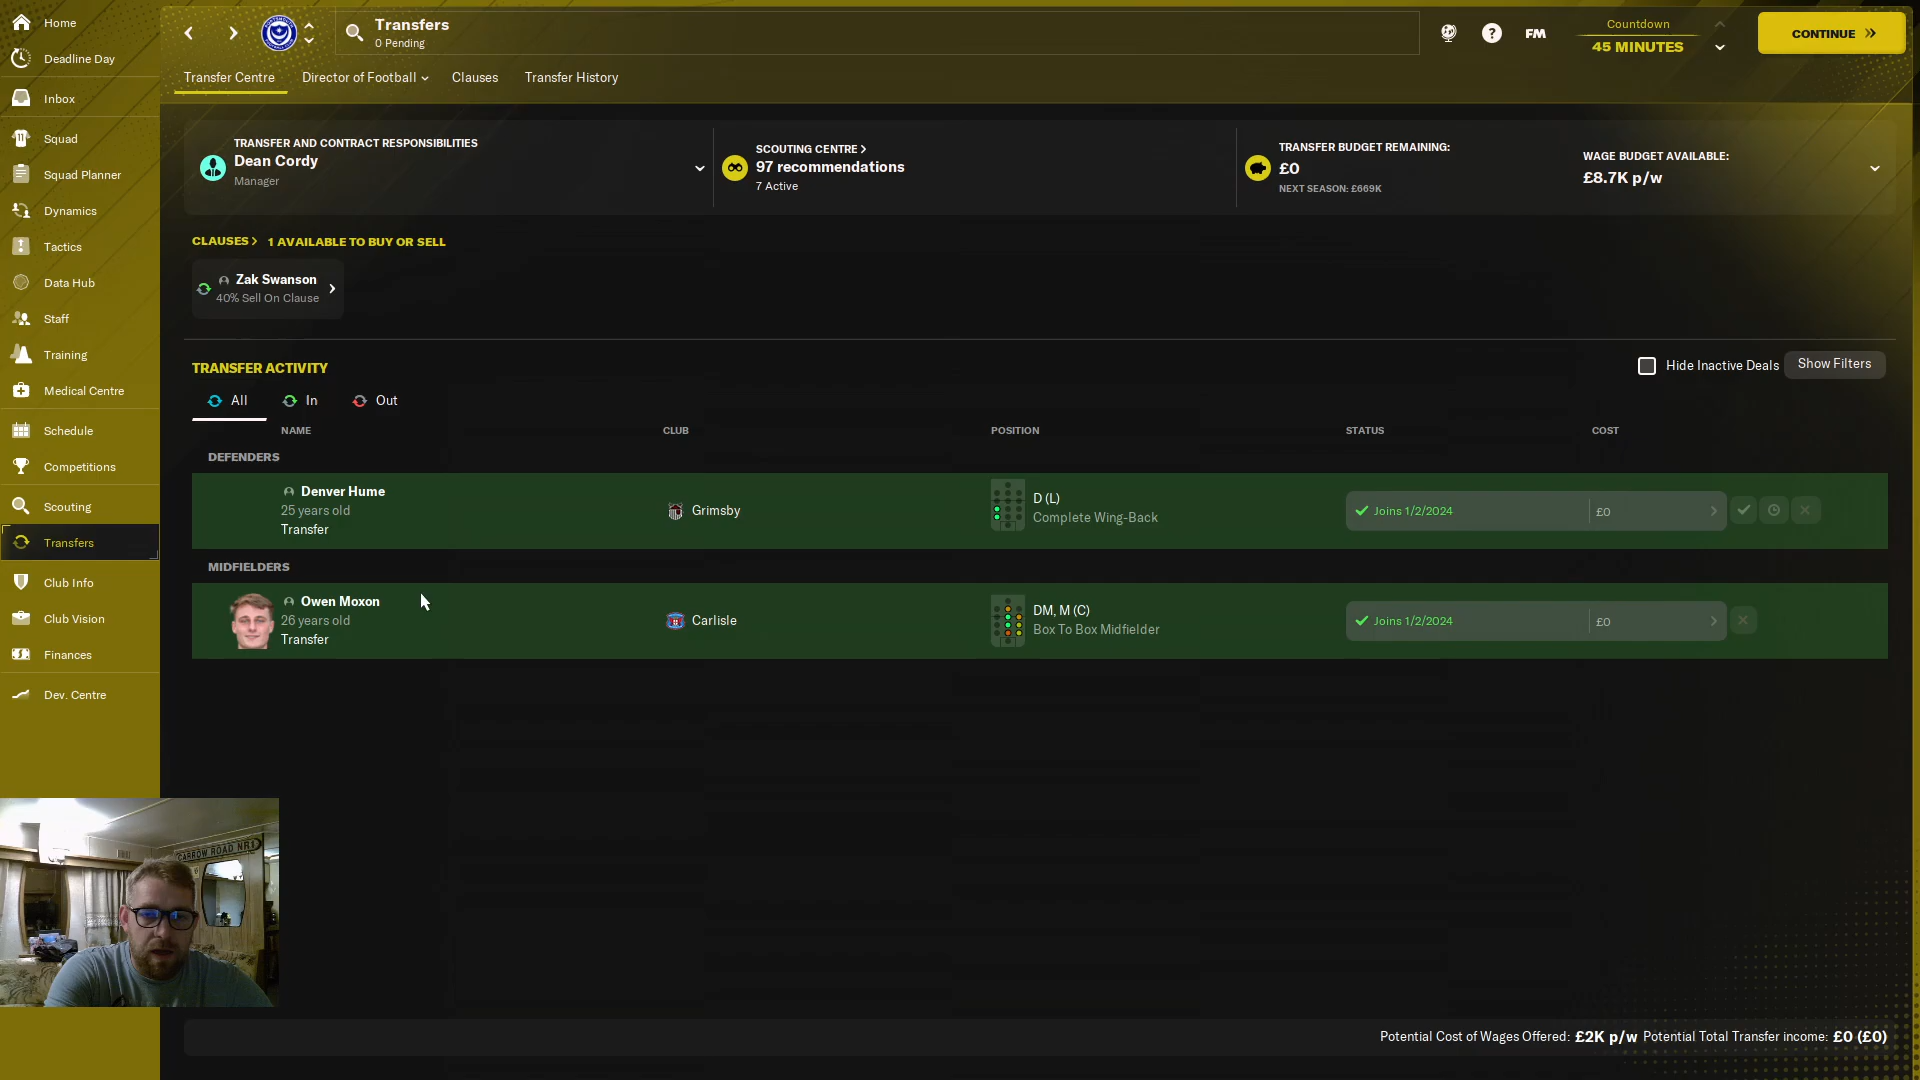 Home
Deadline Day
Inbox
Squad
Squad Planner
Dynamics
Tactics
Data Hub
Staff
Training
Medical Centre
Schedule
Competitions
Scouting
Transfers
Club Info
Club Vision
Finances
Dev. Centre
Transfers
0 Pending
?
FM
Countdown
45 MINUTES
CONTINUE
Transfer Centre
Director of Football
Clauses
Transfer History
TRANSFER AND CONTRACT RESPONSIBILITIES
Dean Cordy
Manager
SCOUTING CENTRE >
97 recommendations
7 Active
TRANSFER BUDGET REMAINING:
£0
NEXT SEASON: £669K
WAGE BUDGET AVAILABLE:
£8.7K p/w
CLAUSES > 1 AVAILABLE TO BUY OR SELL
Zak Swanson
40% Sell On Clause
TRANSFER ACTIVITY
Hide Inactive Deals
Show Filters
All
In
Out
NAME CLUB POSITION STATUS COST
DEFENDERS
Denver Hume
25 years old
Transfer
Grimsby
D (L)
Complete Wing-Back
Joins 1/2/2024
£0
MIDFIELDERS
Owen Moxon
26 years old
Transfer
Carlisle
DM, M (C)
Box To Box Midfielder
Joins 1/2/2024
£0
CARROW ROAD NR1
Potential Cost of Wages Offered: £2K p/w Potential Total Transfer income: £0 (£0)